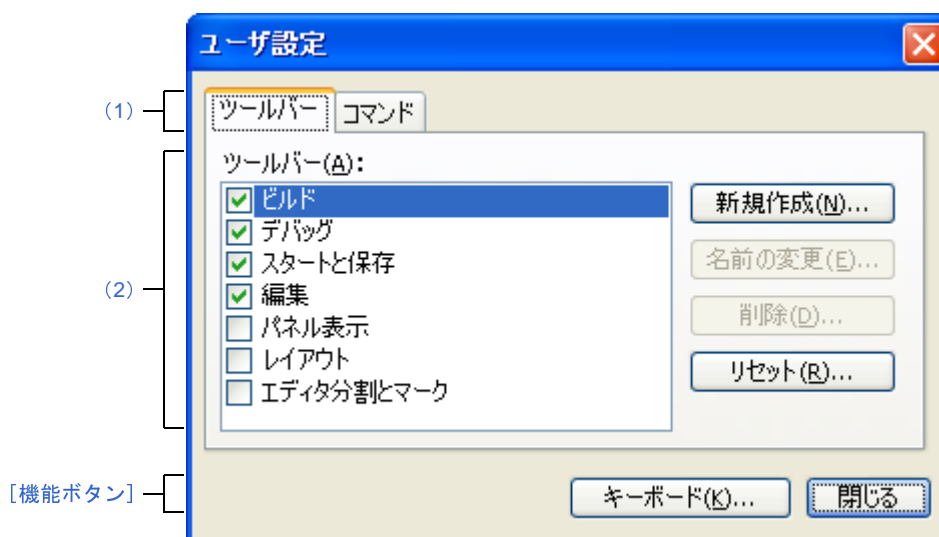 ユーザ設定
(1)
ツールバー コマンド
ツールバー(A):
(2)
ビルド
デバッグ
スタートと保存
編集
パネル表示
レイアウト
エディタ分割とマーク
新規作成(N)...
名前の変更(E)...
削除(D)...
リセット(R)...
[機能ボタン]
キーボード(K)... 閉じる